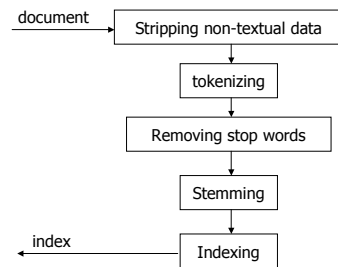 document
Stripping non-textual data
tokenizing
Removing stop words
Stemming
index
Indexing